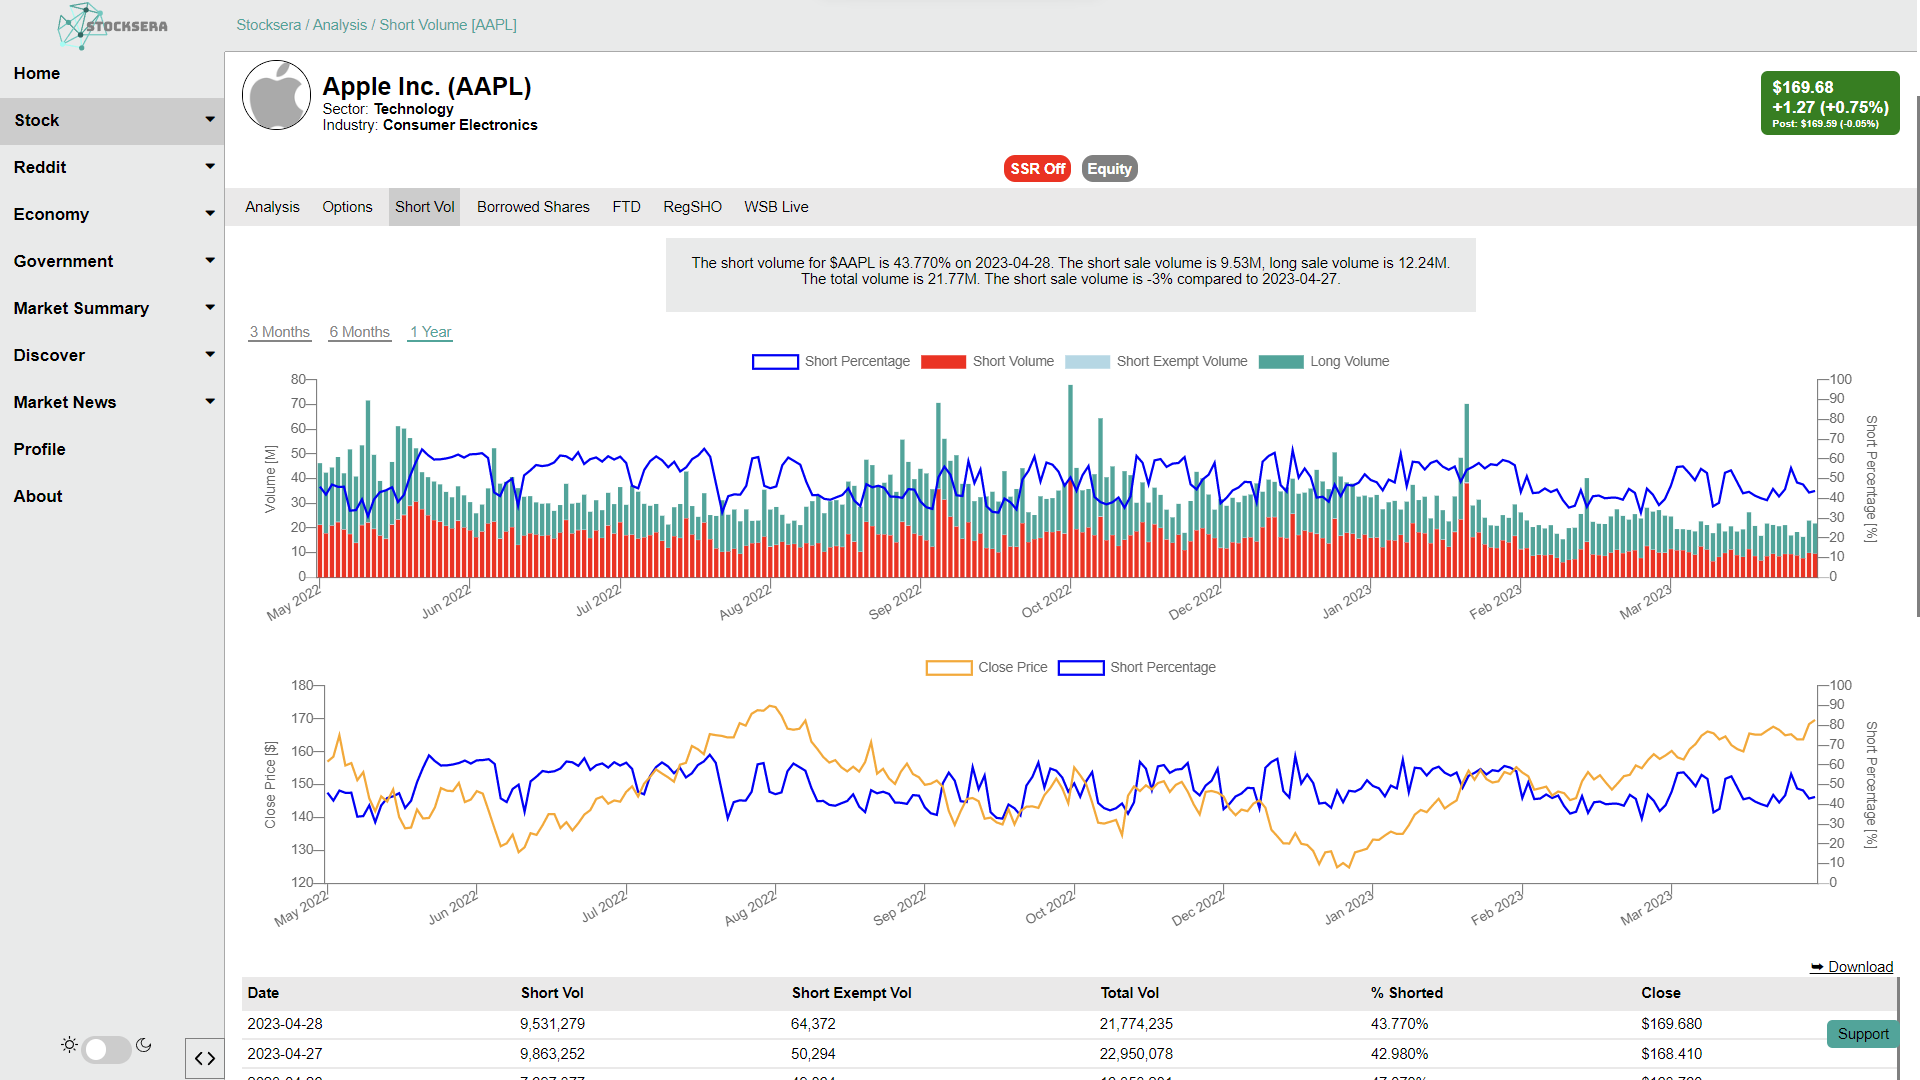 STOCKSERA
Stocksera / Analysis / Short Volume [AAPL]
Home
Stock
Reddit
Economy
Government
Market Summary
Discover
Market News
Profile
About
Apple Inc. (AAPL)
Sector: Technology
Industry: Consumer Electronics
$169.68
+1.27 (+0.75%)
Post: $169.59 (-0.05%)
SSR Off Equity
Analysis Options Short Vol Borrowed Shares FTD RegSHO WSB Live
The short volume for $AAPL is 43.770% on 2023-04-28. The short sale volume is 9.53M, long sale volume is 12.24M.
The total volume is 21.77M. The short sale volume is -3% compared to 2023-04-27.
3 Months 6 Months 1 Year
Short Percentage Short Volume Short Exempt Volume Long Volume
Volume [M]
80
70
60
50
40
30
20
10
0
100
90
80
70
60
50
40
30
20
10
0
Short Percentage [%]
May 2022 Jun 2022 Jul 2022 Aug 2022 Sep 2022 Oct 2022 Dec 2022 Jan 2023 Feb 2023 Mar 2023
Close Price Short Percentage
Close Price [$]
180
170
160
150
140
130
120
100
90
80
70
60
50
40
30
20
10
0
Short Percentage [%]
May 2022 Jun 2022 Jul 2022 Aug 2022 Sep 2022 Oct 2022 Dec 2022 Jan 2023 Feb 2023 Mar 2023
Download
Date Short Vol Short Exempt Vol Total Vol % Shorted Close
2023-04-28 9,531,279 64,372 21,774,235 43.770% $169.680
2023-04-27 9,863,252 50,294 22,950,078 42.980% $168.410
Support